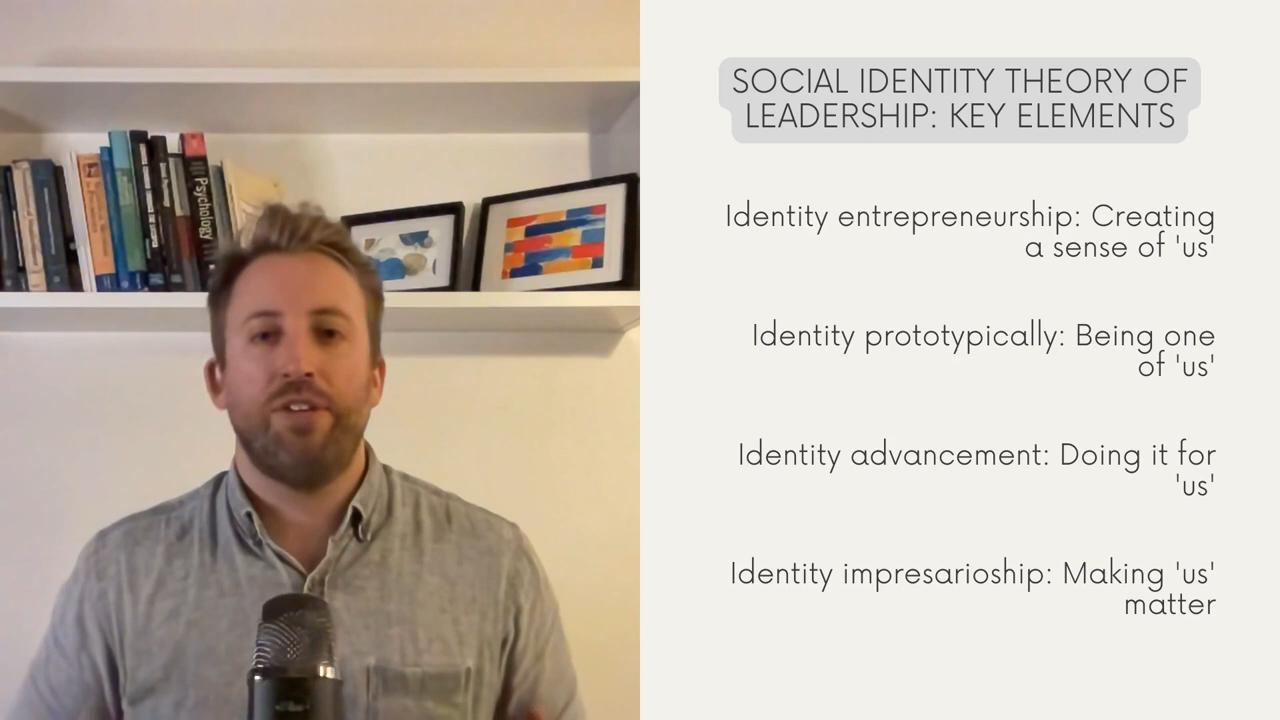 SOCIAL IDENTITY THEORY OF
LEADERSHIP: KEY ELEMENTS
Identity entrepreneurship: Creating
a sense of 'us'
Identity prototypically: Being one
of 'us'
Identity advancement: Doing it for
'us'
Identity impresarioship: Making 'us'
matter
Psychology